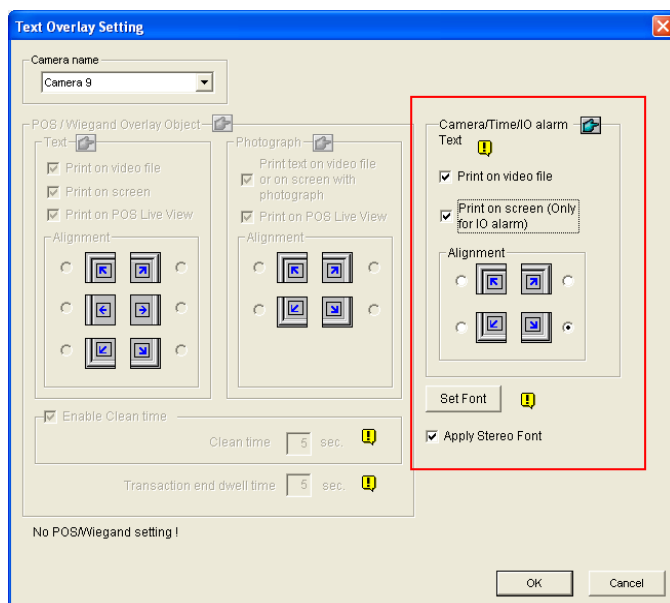 Text Overlay Setting
Camera name
Camera 9
POS / Wiegand Overlay Object
Text
Print on video file
Print on screen
Print on POS Live View
Alignment
Photograph
Print text on video file
or on screen with
photograph
Print on POS Live View
Alignment
Enable Clean time
Clean time 5 sec.
Transaction end dwell time 5 sec.
No POS/Wiegand setting !
Camera/Time/IO alarm
Text
Print on video file
Print on screen (Only
for IO alarm)
Alignment
Set Font
Apply Stereo Font
OK
Cancel